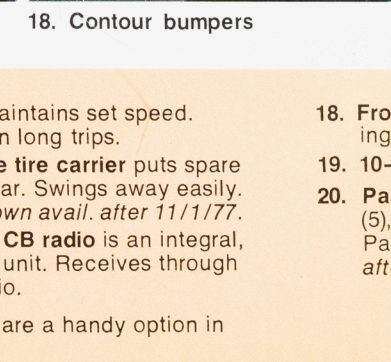 18. Contour bumpers
aintains set speed.
n long trips.
e tire carrier puts spare
ar. Swings away easily.
own avail. after 11/1/77.
CB radio is an integral,
unit. Receives through
io.
are a handy option in
18. Fro
ing
19. 10-
20. Pa
(5),
Pa
aft